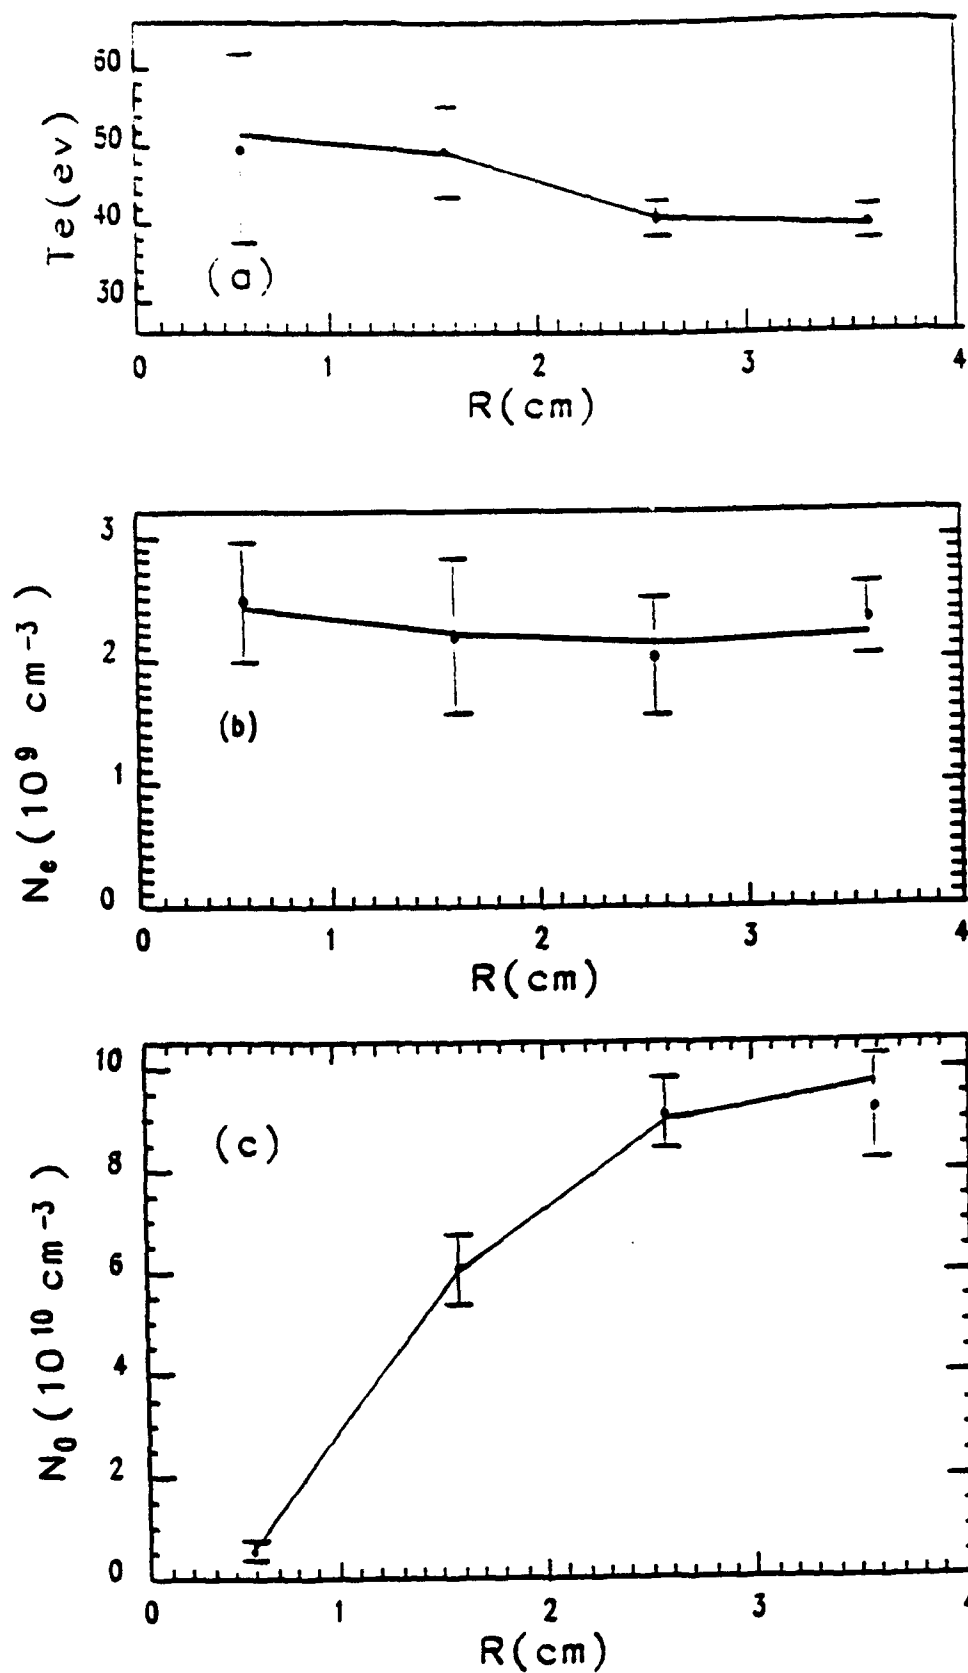 60
50
40
30
Te(ev)
(a)
0 1 2 3 4
R(cm)
3
2
1
0
Ne (10⁹ cm⁻³)
(b)
0 1 2 3 4
R(cm)
10
8
6
4
2
0
N₀ (10¹⁰ cm⁻³)
(c)
0 1 2 3 4
R(cm)